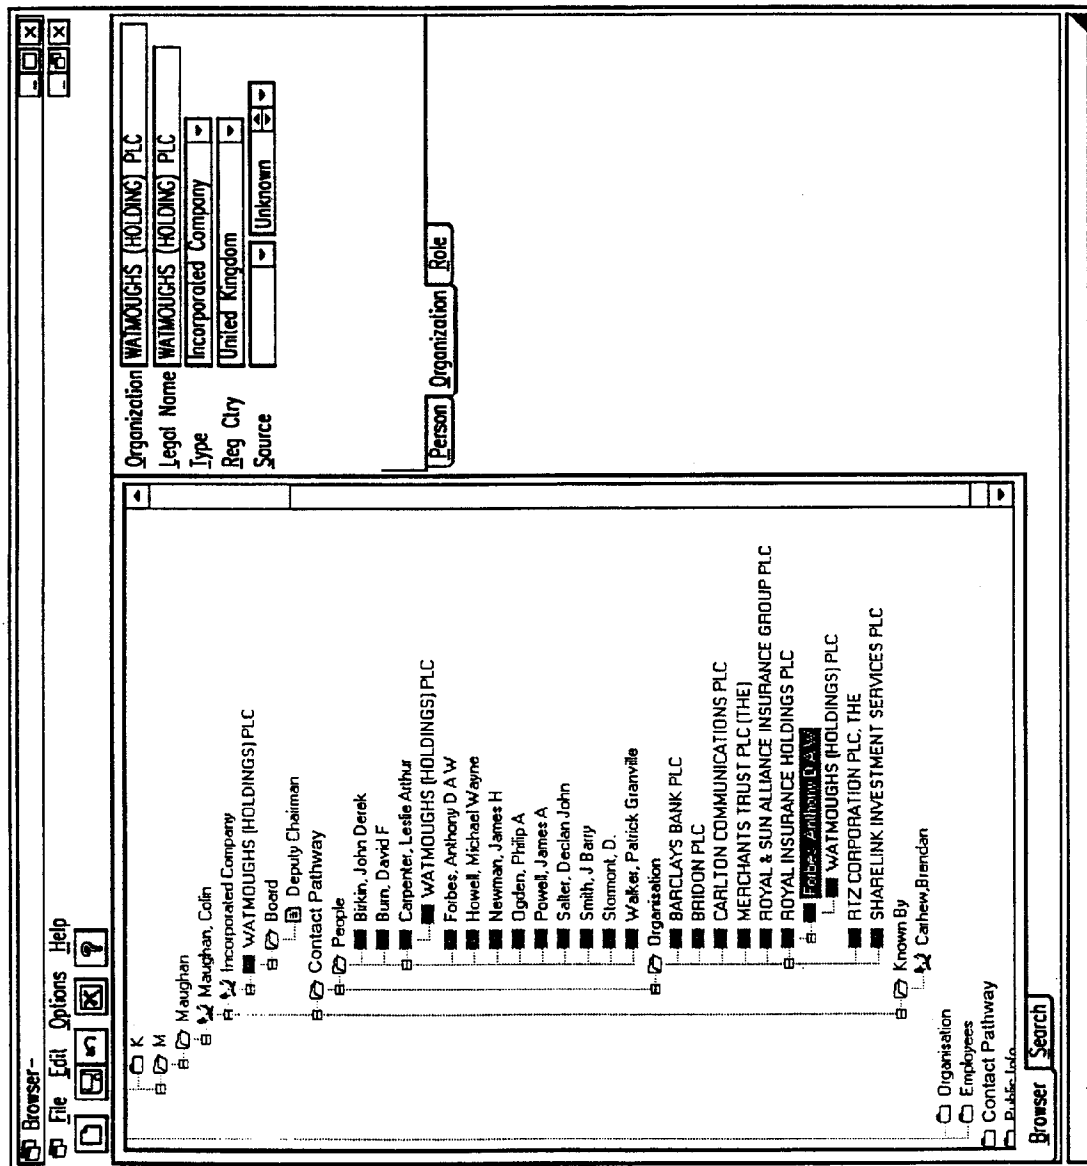 Browser-
File Edit Options Help
?
K
M
Maughan
Maughan, Colin
Incorporated Company
WATMOUGHS (HOLDINGS) PLC
Board
Deputy Chairman
Contact Pathway
People
Birkin, John Derek
Burn, David F
Carpenter, Leslie Arthur
WATMOUGHS (HOLDINGS) PLC
Forbes, Anthony D A W
Howell, Michael Wayne
Newman, James H
Ogden, Philip A
Powell, James A
Salter, Declan John
Smith, J Barry
Stormont, D.
Walker, Patrick Granville
Organisation
BARCLAYS BANK PLC
BRIDON PLC
CARLTON COMMUNICATIONS PLC
MERCHANTS TRUST PLC (THE)
ROYAL & SUN ALLIANCE INSURANCE GROUP PLC
ROYAL INSURANCE HOLDINGS PLC
Forbes, Anthony D A W
WATMOUGHS (HOLDINGS) PLC
RTZ CORPORATION PLC, THE
SHARELINK INVESTMENT SERVICES PLC
Known By
Carhew,Brendan
Organisation
Employees
Contact Pathway
Public Info
Browser Search
Organization WATMOUGHS (HOLDING) PLC
Legal Name WATMOUGHS (HOLDING) PLC
Type Incorporated Company
Reg Ctry United Kingdom
Source Unknown
Person Organization Role